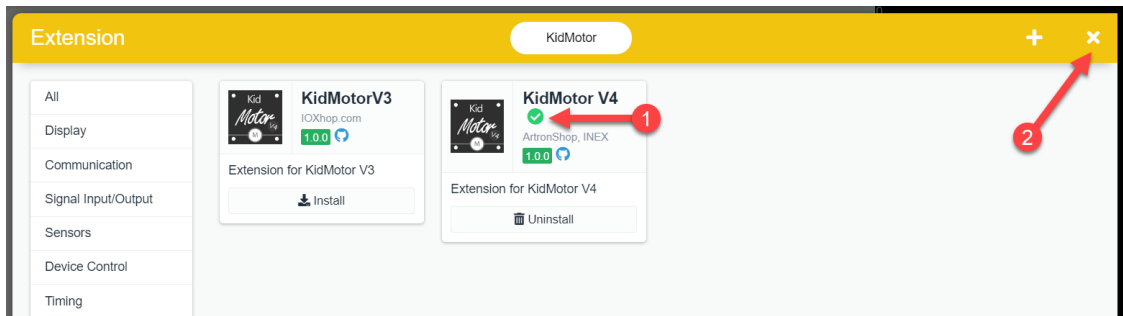 Extension
KidMotor
All
Display
Communication
Signal Input/Output
Sensors
Device Control
Timing
Kid
Motor
V4
M
KidMotorV3
IOXhop.com
1.0.0
Extension for KidMotor V3
Install
Kid
Motor
V4
M
KidMotor V4
ArtronShop, INEX
1.0.0
Extension for KidMotor V4
Uninstall
1
2